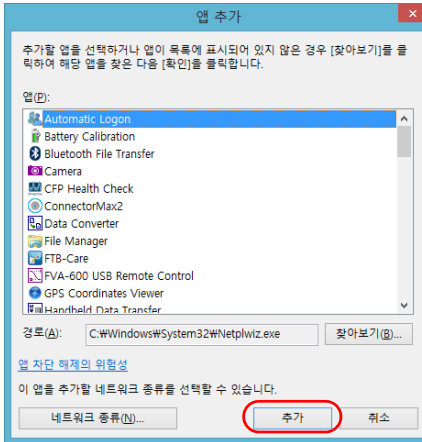 앱 추가
추가할 앱을 선택하거나 앱이 목록에 표시되어 있지 않은 경우 [찾아보기]를 클
릭하여 해당 앱을 찾은 다음 [확인]을 클릭합니다.
앱(P):
Automatic Logon
Battery Calibration
Bluetooth File Transfer
Camera
CFP Health Check
ConnectorMax2
Data Converter
File Manager
FTB-Care
FVA-600 USB Remote Control
GPS Coordinates Viewer
Handheld Data Transfer
경로(A): C:₩Windows₩System32₩Netplwiz.exe 찾아보기(B)...
앱 차단 해제의 위험성
이 앱을 추가할 네트워크 종류를 선택할 수 있습니다.
네트워크 종류(N)... 추가 취소